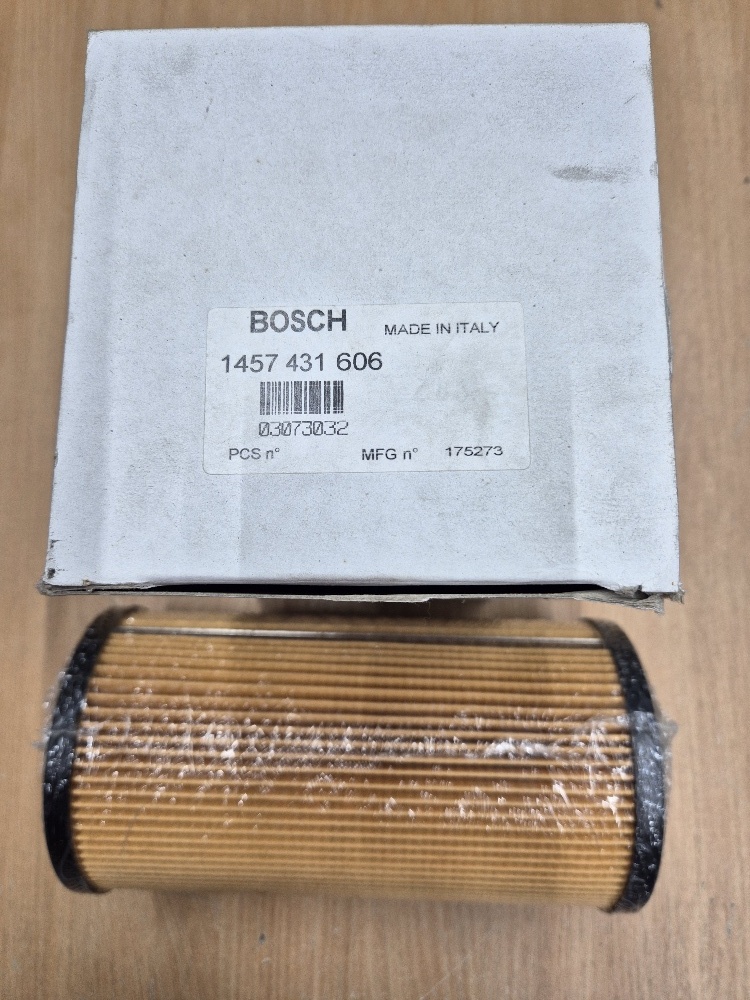 BOSCH MADE IN ITALY
1457 431 606
03073032
PCS n° MFG n° 175273